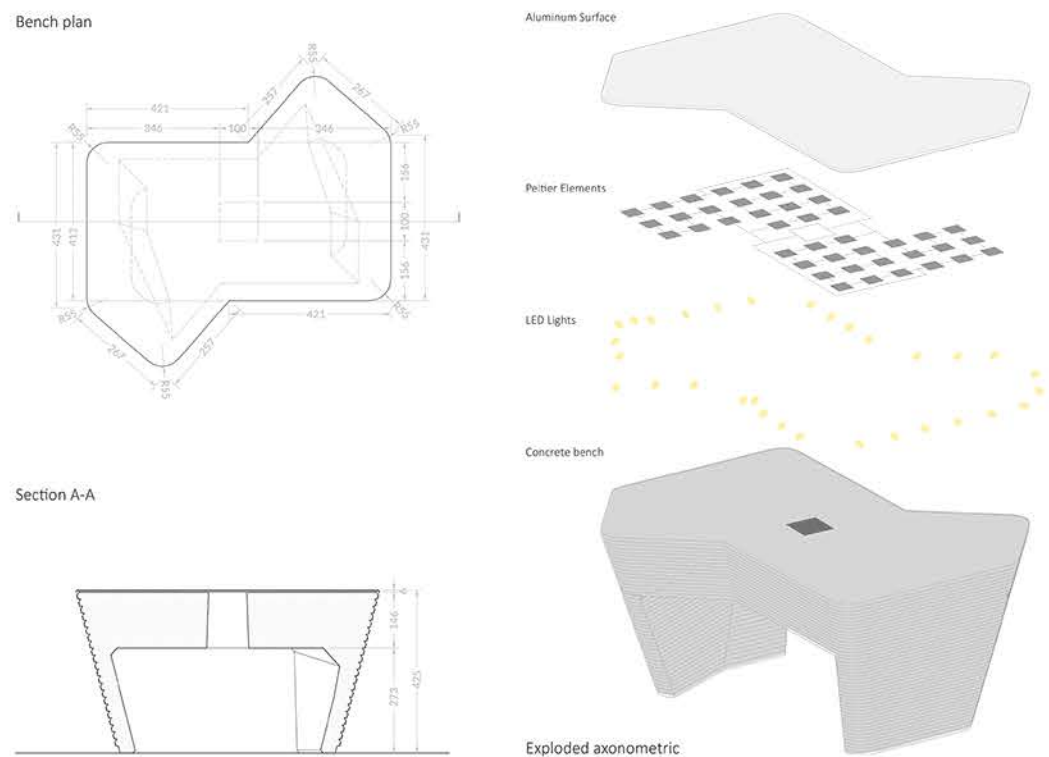 Bench plan
R55
257
267
421
346
100
346
R55
R55
156
431
412
100
431
156
R55
R55
421
267
257
R55
Section A-A
6
146
273
425
Aluminum Surface
Peltier Elements
LED Lights
Concrete bench
Exploded axonometric